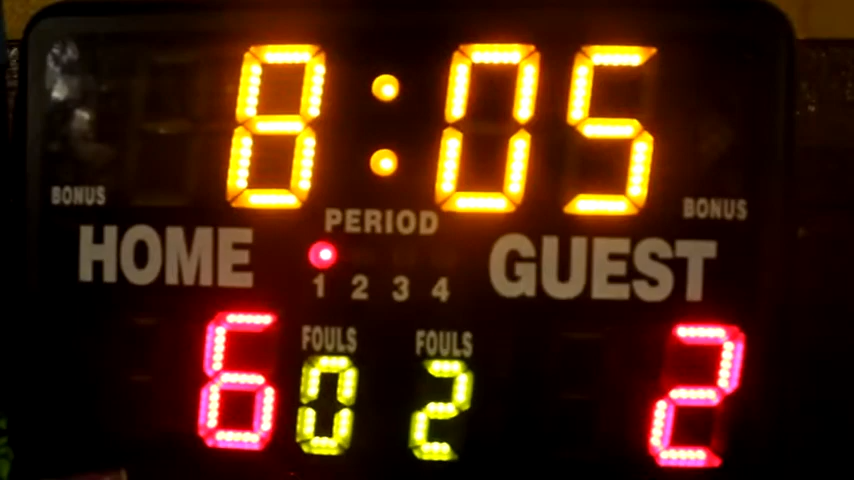 8:05
BONUS PERIOD BONUS
HOME GUEST
1 2 3 4
FOULS FOULS
6 0 2 2